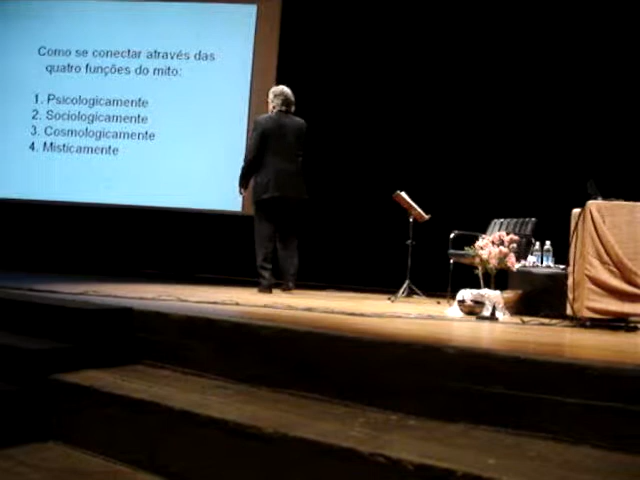 Como se conectar através das
quatro funções do mito:
1. Psicologicamente
2. Sociologicamente
3. Cosmologicamente
4. Misticamente